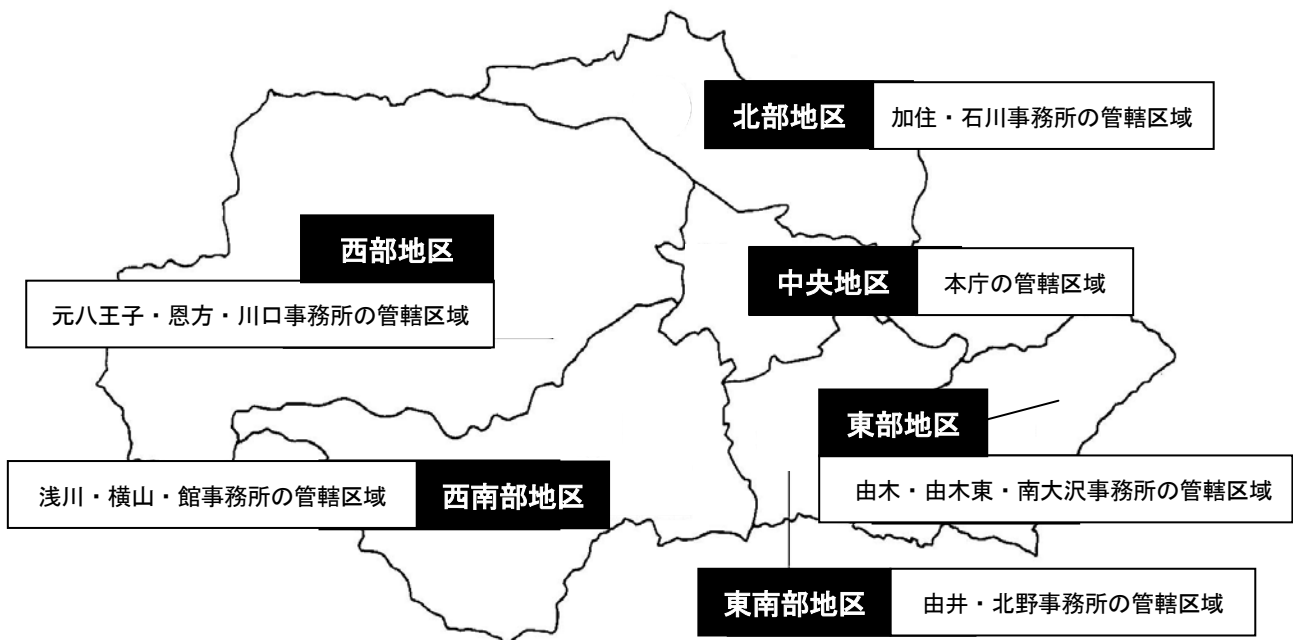 北部地区
加住・石川事務所の管轄区域
西部地区
元八王子・恩方・川口事務所の管轄区域
中央地区
本庁の管轄区域
東部地区
由木・由木東・南大沢事務所の管轄区域
浅川・横山・館事務所の管轄区域
西南部地区
東南部地区
由井・北野事務所の管轄区域